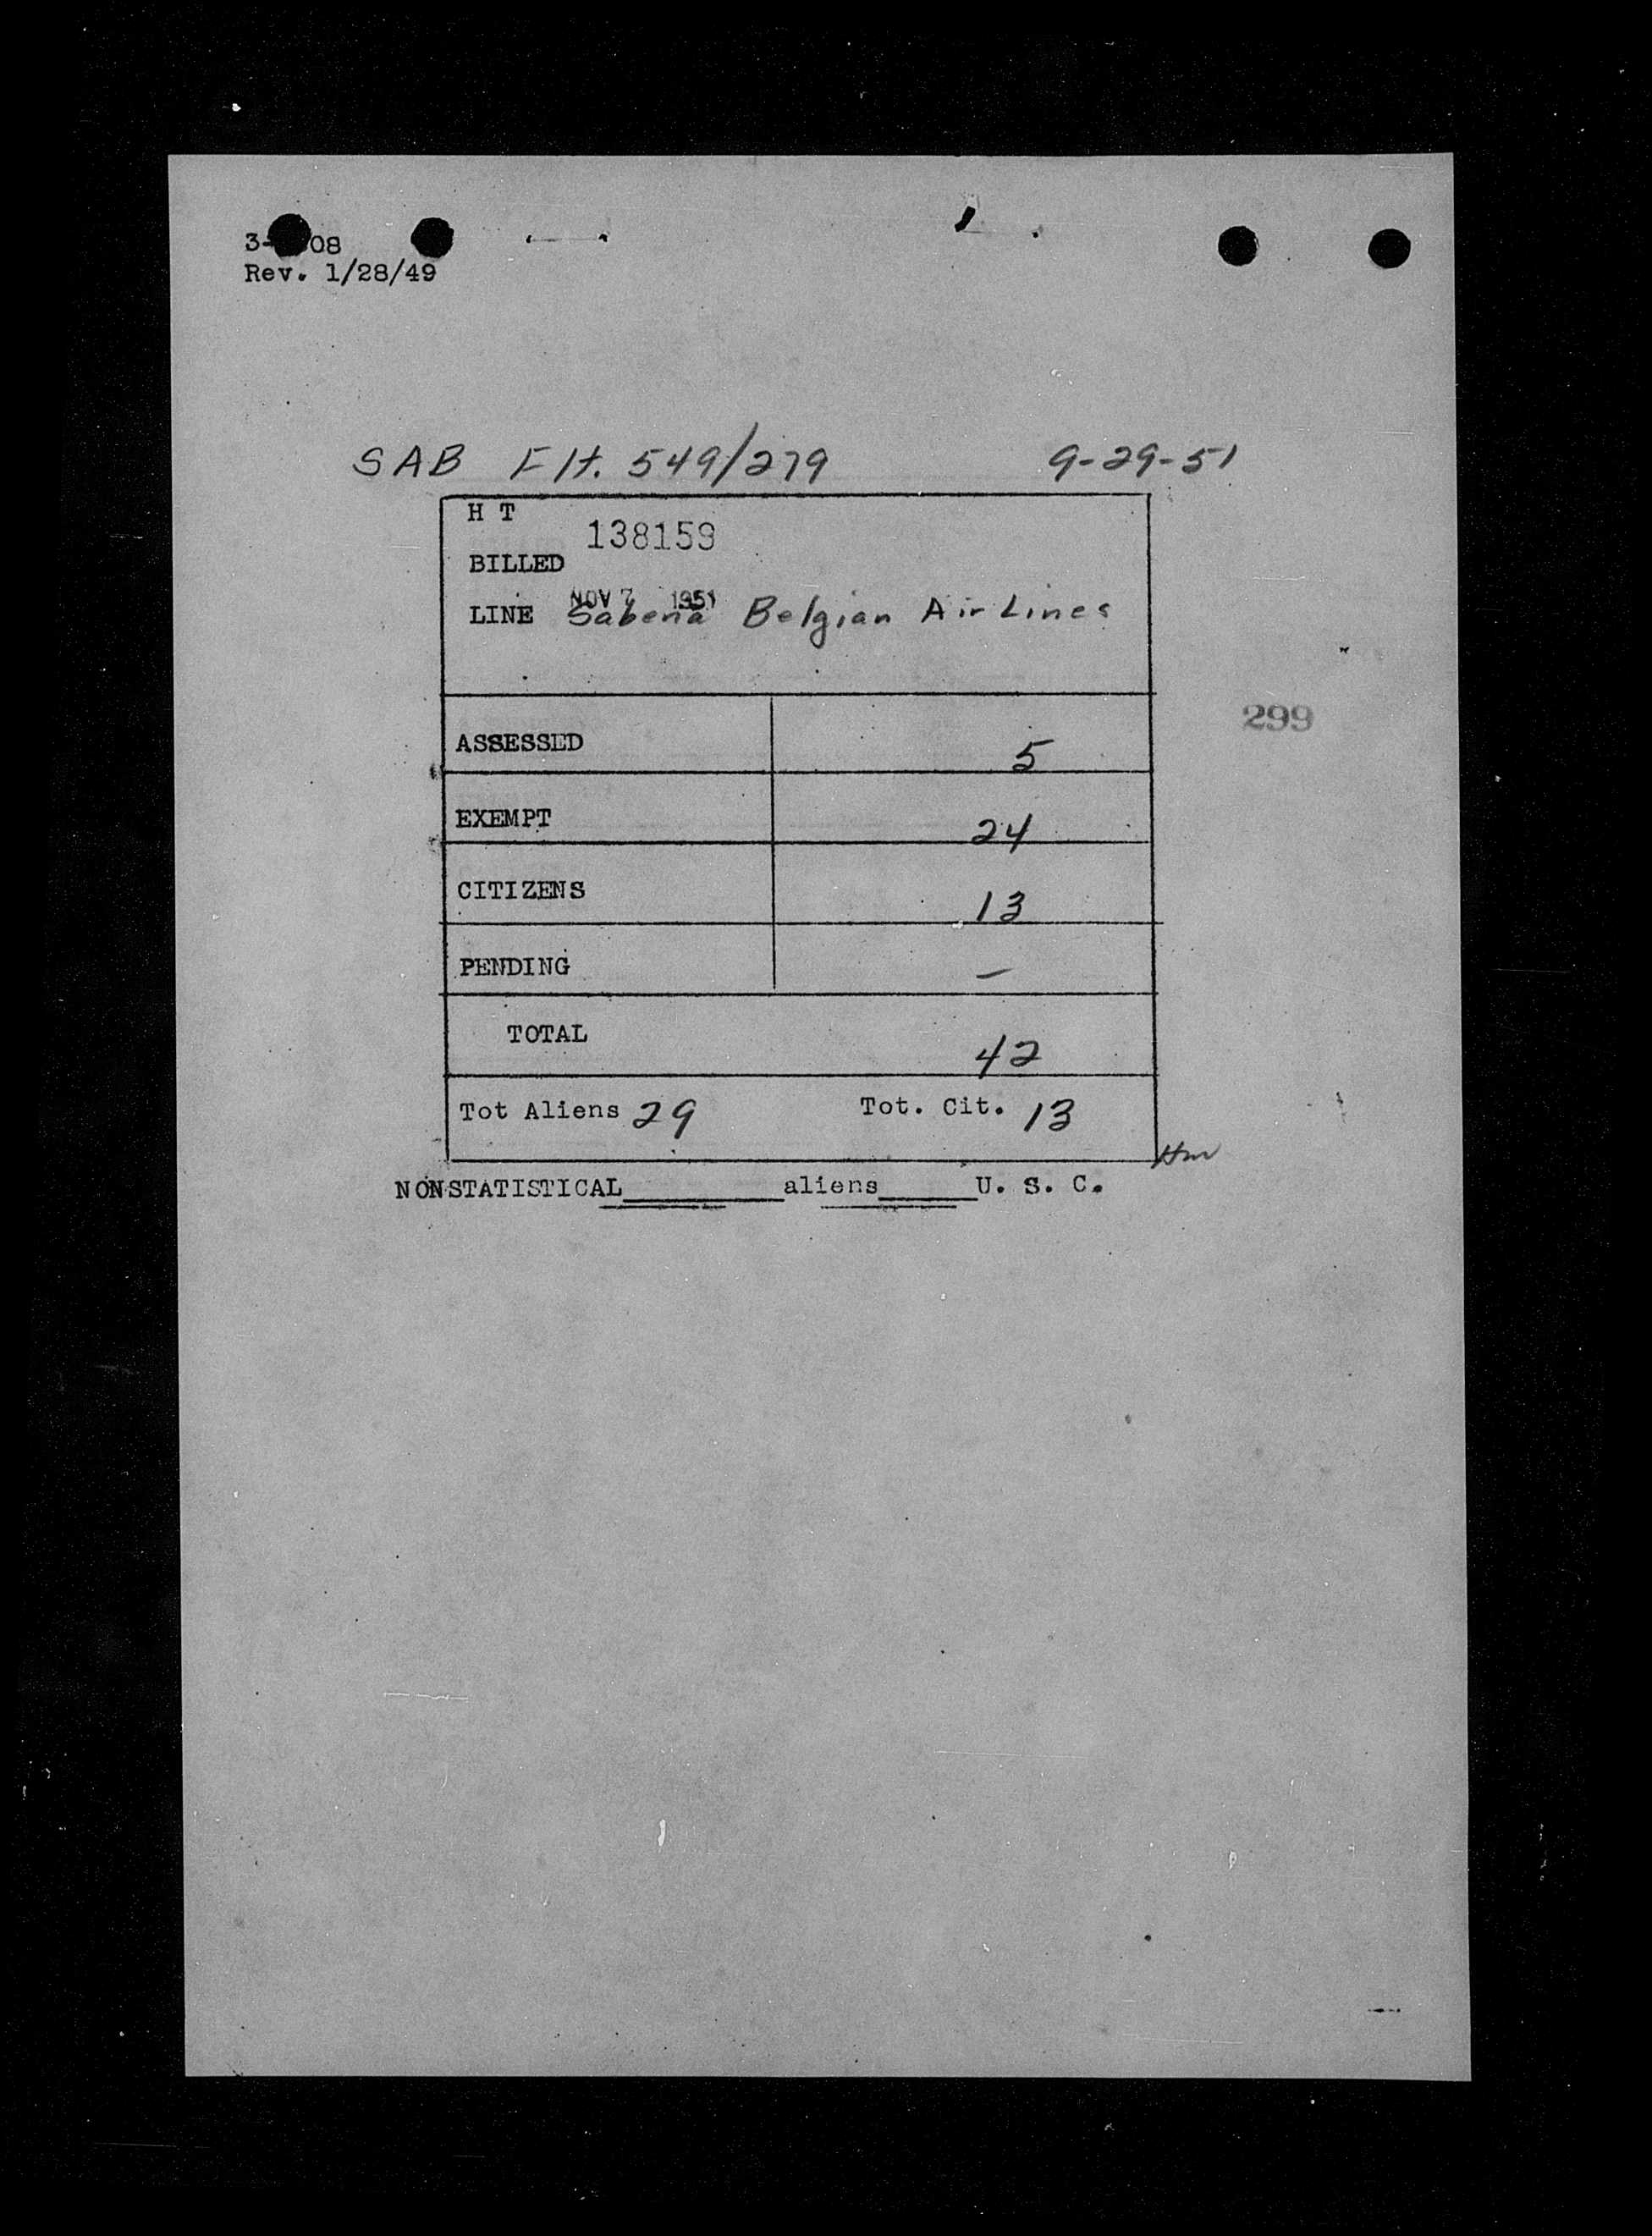 3- 08
Rev. 1/28/49
SAB Flt. 549/279 9-29-51
H T
138159
BILLED
NOV 7 1951
LINE Sabena Belgian Air Lines
299
ASSESSED 5
EXEMPT 24
CITIZENS 13
PENDING –
TOTAL 42
Tot Aliens 29 Tot. Cit. 13
NONSTATISTICAL__________aliens______U. S. C.